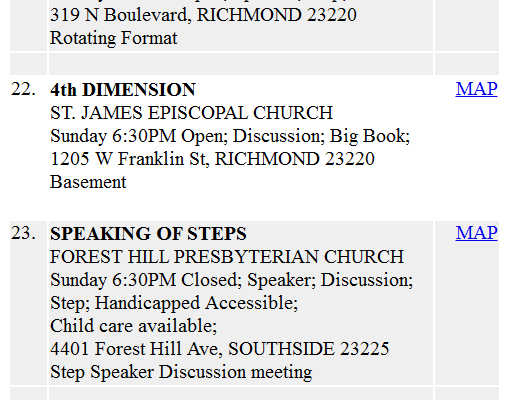 319 N Boulevard, RICHMOND 23220
Rotating Format
22. 4th DIMENSION MAP
ST. JAMES EPISCOPAL CHURCH
Sunday 6:30PM Open; Discussion; Big Book;
1205 W Franklin St, RICHMOND 23220
Basement
23. SPEAKING OF STEPS MAP
FOREST HILL PRESBYTERIAN CHURCH
Sunday 6:30PM Closed; Speaker; Discussion;
Step; Handicapped Accessible;
Child care available;
4401 Forest Hill Ave, SOUTHSIDE 23225
Step Speaker Discussion meeting